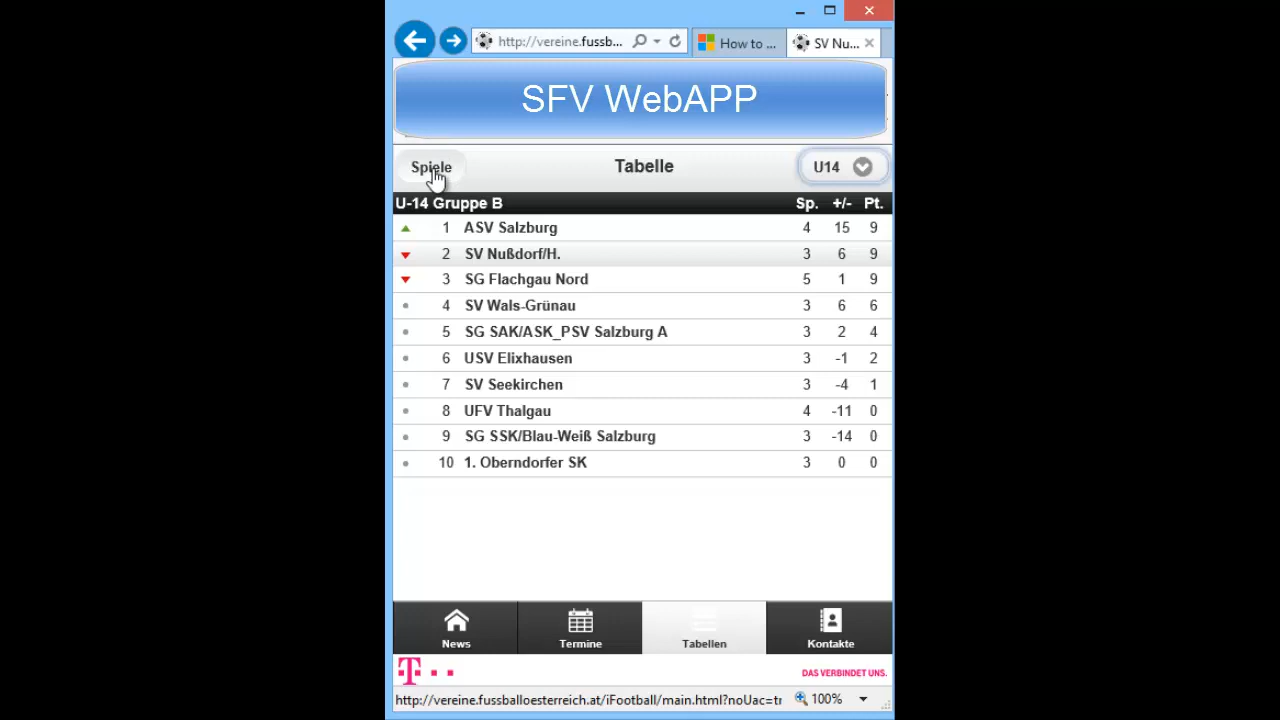 http://vereine.fussb...
How to ...
SV Nu...
SFV WebAPP
Spiele
Tabelle
U14
U-14 Gruppe B Sp. +/- Pt.
1 ASV Salzburg 4 15 9
2 SV Nußdorf/H. 3 6 9
3 SG Flachgau Nord 5 1 9
4 SV Wals-Grünau 3 6 6
5 SG SAK/ASK_PSV Salzburg A 3 2 4
6 USV Elixhausen 3 -1 2
7 SV Seekirchen 3 -4 1
8 UFV Thalgau 4 -11 0
9 SG SSK/Blau-Weiß Salzburg 3 -14 0
10 1. Oberndorfer SK 3 0 0
News
Termine
Tabellen
Kontakte
T
DAS VERBINDET UNS.
http://vereine.fussballoesterreich.at/iFootball/main.html?noUac=tr
100%